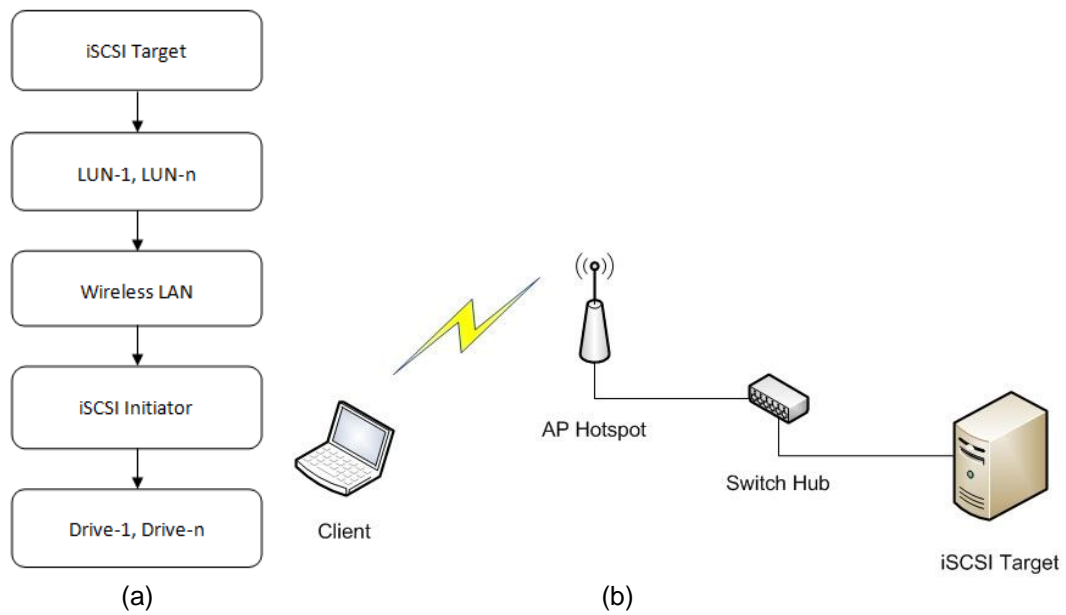 iSCSI Target
LUN-1, LUN-n
Wireless LAN
iSCSI Initiator
Drive-1, Drive-n
(a)
Client
AP Hotspot
Switch Hub
iSCSI Target
(b)